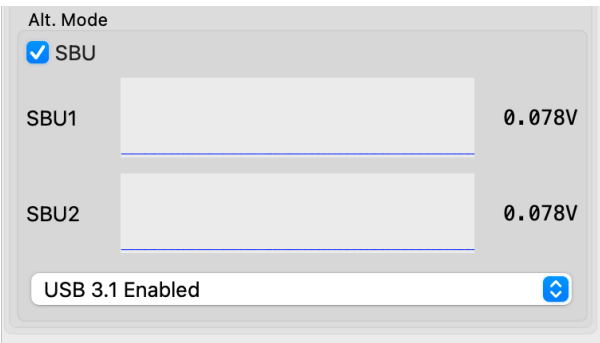 Alt. Mode
SBU
SBU1 0.078V
SBU2 0.078V
USB 3.1 Enabled